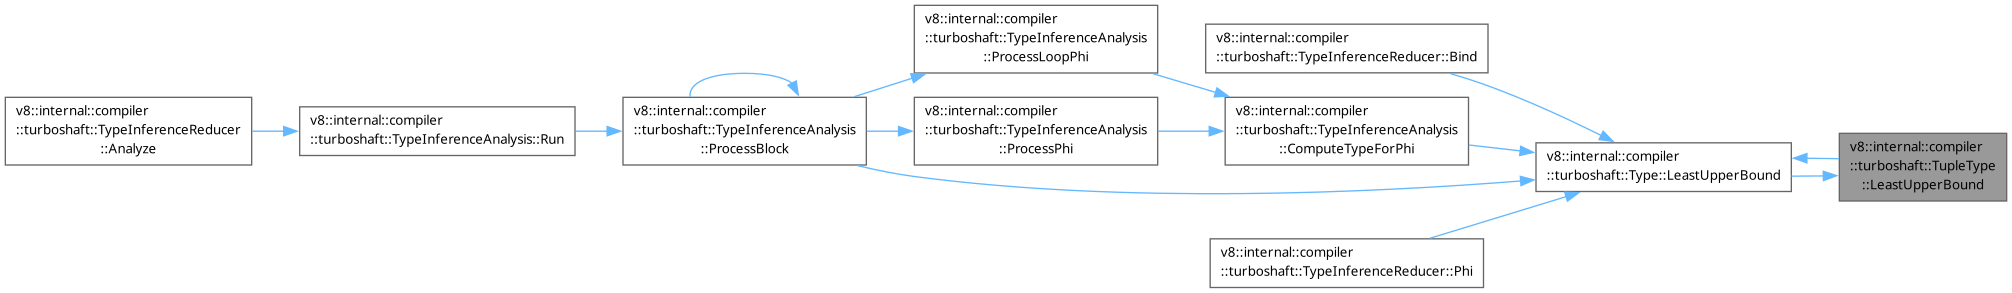 v8::internal::compiler
::turboshaft::TypeInferenceReducer
::Analyze
v8::internal::compiler
::turboshaft::TypeInferenceAnalysis::Run
v8::internal::compiler
::turboshaft::TypeInferenceAnalysis
::ProcessBlock
v8::internal::compiler
::turboshaft::TypeInferenceAnalysis
::ProcessLoopPhi
v8::internal::compiler
::turboshaft::TypeInferenceAnalysis
::ProcessPhi
v8::internal::compiler
::turboshaft::TypeInferenceReducer::Bind
v8::internal::compiler
::turboshaft::TypeInferenceAnalysis
::ComputeTypeForPhi
v8::internal::compiler
::turboshaft::TypeInferenceReducer::Phi
v8::internal::compiler
::turboshaft::Type::LeastUpperBound
v8::internal::compiler
::turboshaft::TupleType
::LeastUpperBound